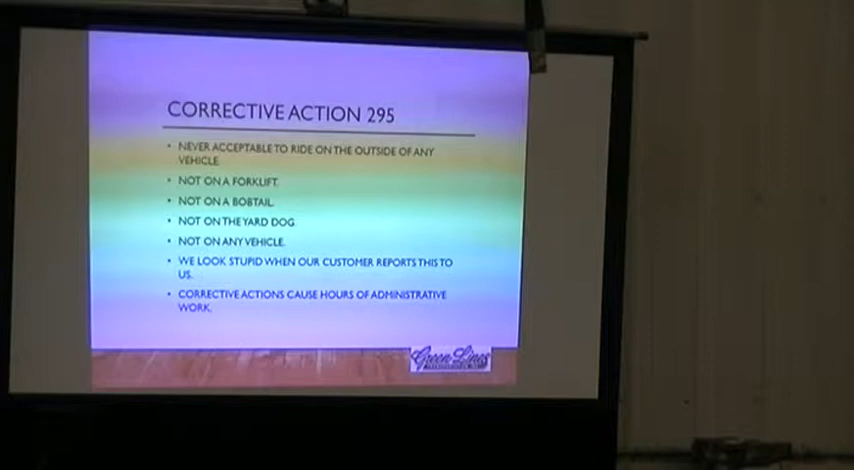 CORRECTIVE ACTION 295
• NEVER ACCEPTABLE TO RIDE ON THE OUTSIDE OF ANY
VEHICLE.
• NOT ON A FORKLIFT.
• NOT ON A BOBTAIL.
• NOT ON THE YARD DOG.
• NOT ON ANY VEHICLE.
• WE LOOK STUPID WHEN OUR CUSTOMER REPORTS THIS TO
US.
• CORRECTIVE ACTIONS CAUSE HOURS OF ADMINISTRATIVE
WORK.
Green Lines